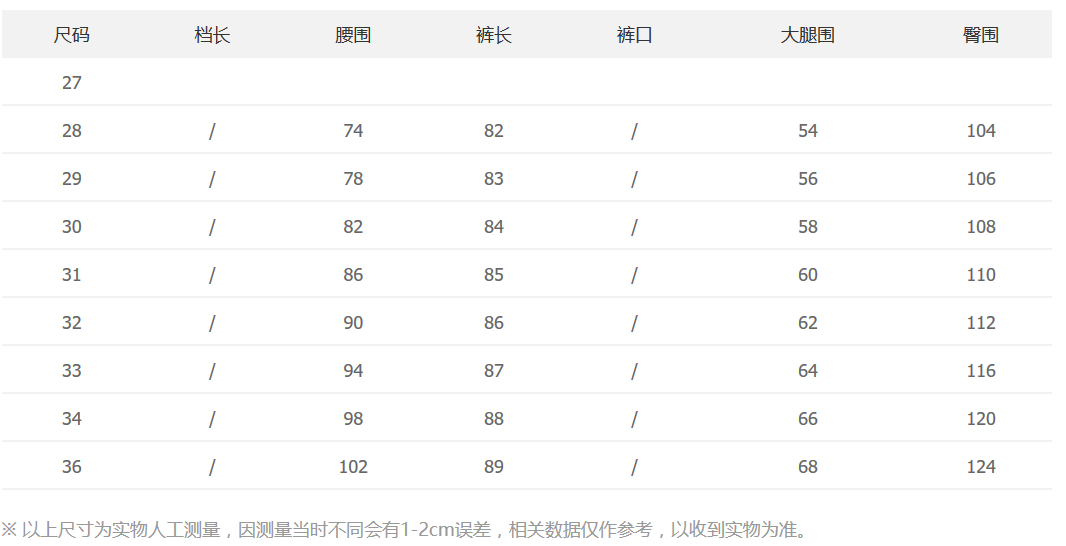 尺码 档长 腰围 裤长 裤口 大腿围 臀围
27
28 / 74 82 / 54 104
29 / 78 83 / 56 106
30 / 82 84 / 58 108
31 / 86 85 / 60 110
32 / 90 86 / 62 112
33 / 94 87 / 64 116
34 / 98 88 / 66 120
36 / 102 89 / 68 124
※ 以上尺寸为实物人工测量，因测量当时不同会有1-2cm误差，相关数据仅作参考，以收到实物为准。